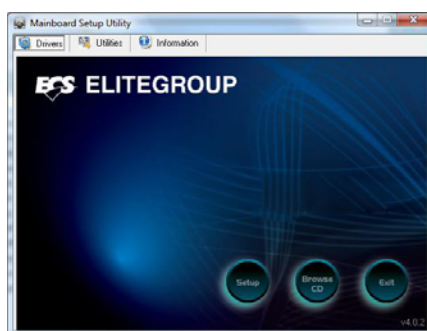 Mainboard Setup Utility
Drivers Utilities Information
ECS ELITEGROUP
Setup Browse CD Exit
v4.0.2